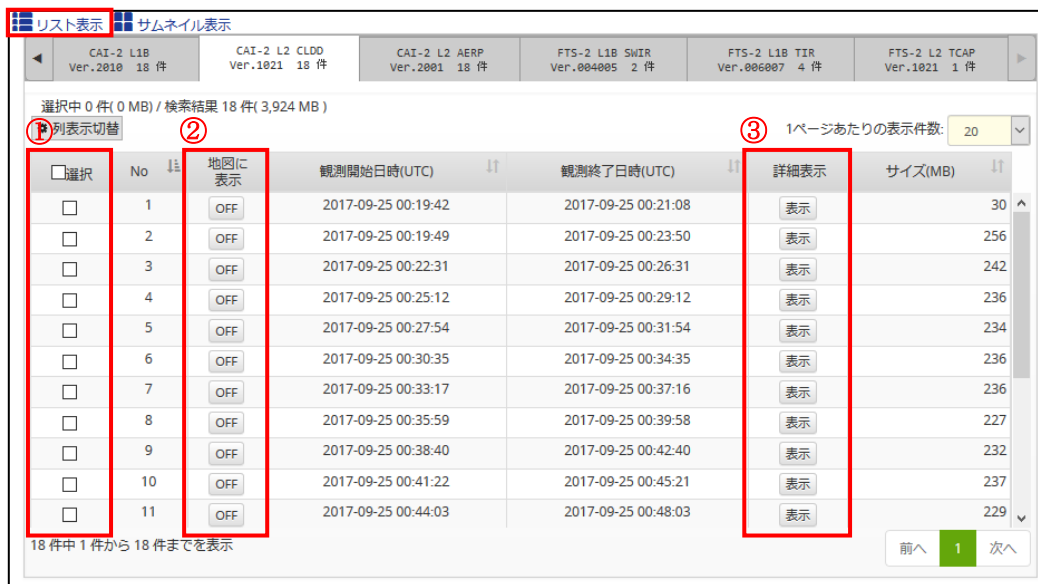 リスト表示 サムネイル表示
◀ CAI-2 L1B Ver.2010 18 件 CAI-2 L2 CLDD Ver.1021 18 件 CAI-2 L2 AERP Ver.2001 18 件 FTS-2 L1B SWIR Ver.004005 2 件 FTS-2 L1B TIR Ver.006007 4 件 FTS-2 L2 TCAP Ver.1021 1 件 ▶
選択中 0 件( 0 MB) / 検索結果 18 件( 3,924 MB )
① 列表示切替 ② ③ 1ページあたりの表示件数: 20
選択 No 地図に表示 観測開始日時(UTC) 観測終了日時(UTC) 詳細表示 サイズ(MB)
1 OFF 2017-09-25 00:19:42 2017-09-25 00:21:08 表示 30
2 OFF 2017-09-25 00:19:49 2017-09-25 00:23:50 表示 256
3 OFF 2017-09-25 00:22:31 2017-09-25 00:26:31 表示 242
4 OFF 2017-09-25 00:25:12 2017-09-25 00:29:12 表示 236
5 OFF 2017-09-25 00:27:54 2017-09-25 00:31:54 表示 234
6 OFF 2017-09-25 00:30:35 2017-09-25 00:34:35 表示 236
7 OFF 2017-09-25 00:33:17 2017-09-25 00:37:16 表示 236
8 OFF 2017-09-25 00:35:59 2017-09-25 00:39:58 表示 227
9 OFF 2017-09-25 00:38:40 2017-09-25 00:42:40 表示 232
10 OFF 2017-09-25 00:41:22 2017-09-25 00:45:21 表示 237
11 OFF 2017-09-25 00:44:03 2017-09-25 00:48:03 表示 229
18 件中 1 件から 18 件までを表示 前へ 1 次へ